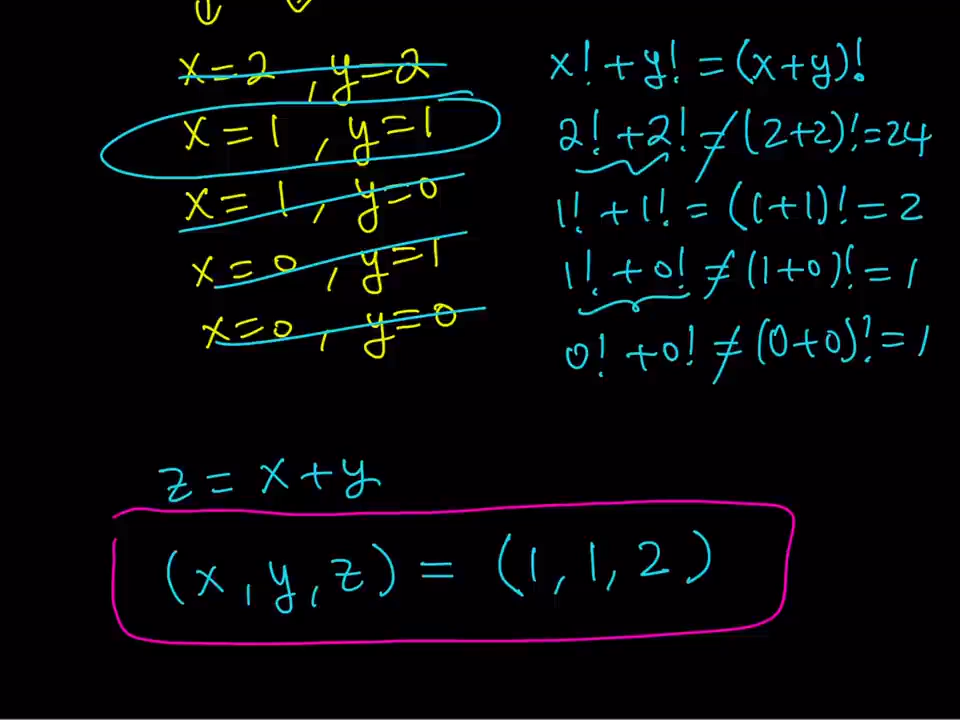 x=2, y=2
x=1, y=1
x=1, y=0
x=0, y=1
x=0, y=0
x!+y!=(x+y)!
2!+2!≠(2+2)!=24
1!+1!=(1+1)!=2
1!+0!≠(1+0)!=1
0!+0!≠(0+0)!=1
z=x+y
(x,y,z)=(1,1,2)